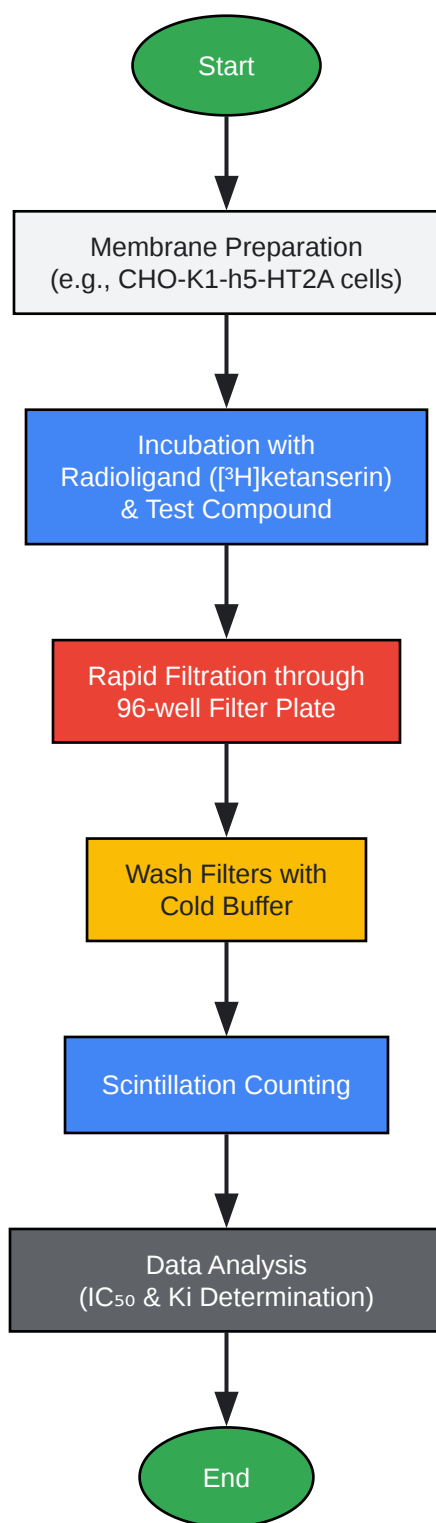 Start
Membrane Preparation
(e.g., CHO-K1-h5-HT2A cells)
Incubation with
Radioligand ([³H]ketanserin)
& Test Compound
Rapid Filtration through
96-well Filter Plate
Wash Filters with
Cold Buffer
Scintillation Counting
Data Analysis
(IC₅₀ & Ki Determination)
End